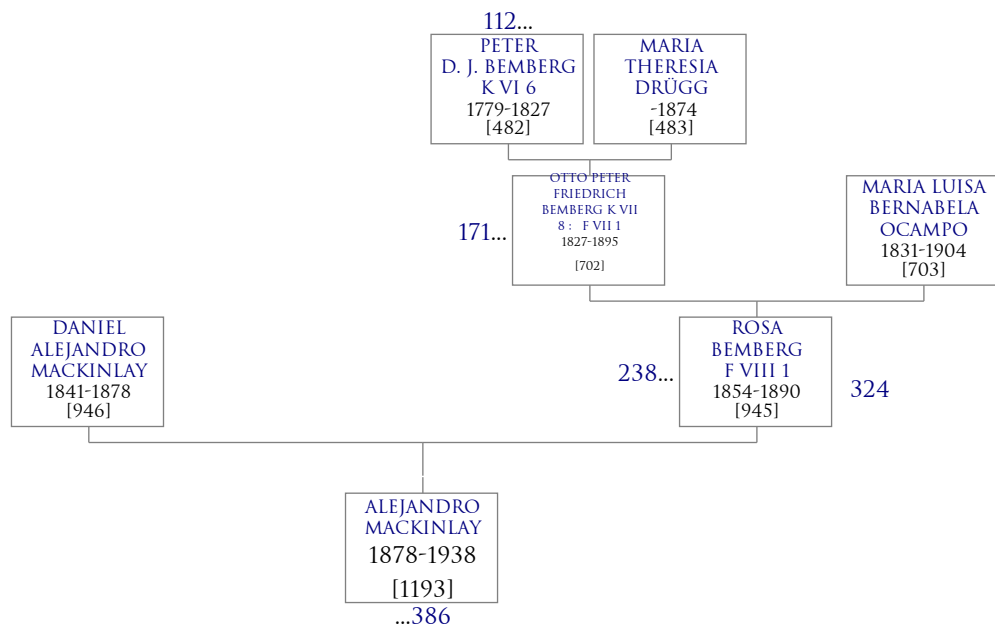 112...
PETER
D. J. BEMBERG
K VI 6
1779-1827
[482]
MARIA
THERESIA
DRÜGG
-1874
[483]
OTTO PETER
FRIEDRICH
BEMBERG K VII
8 : F VII 1
1827-1895
[702]
171...
MARIA LUISA
BERNABELA
OCAMPO
1831-1904
[703]
DANIEL
ALEJANDRO
MACKINLAY
1841-1878
[946]
238...
ROSA
BEMBERG
F VIII 1
1854-1890
[945]
324
ALEJANDRO
MACKINLAY
1878-1938
[1193]
...386